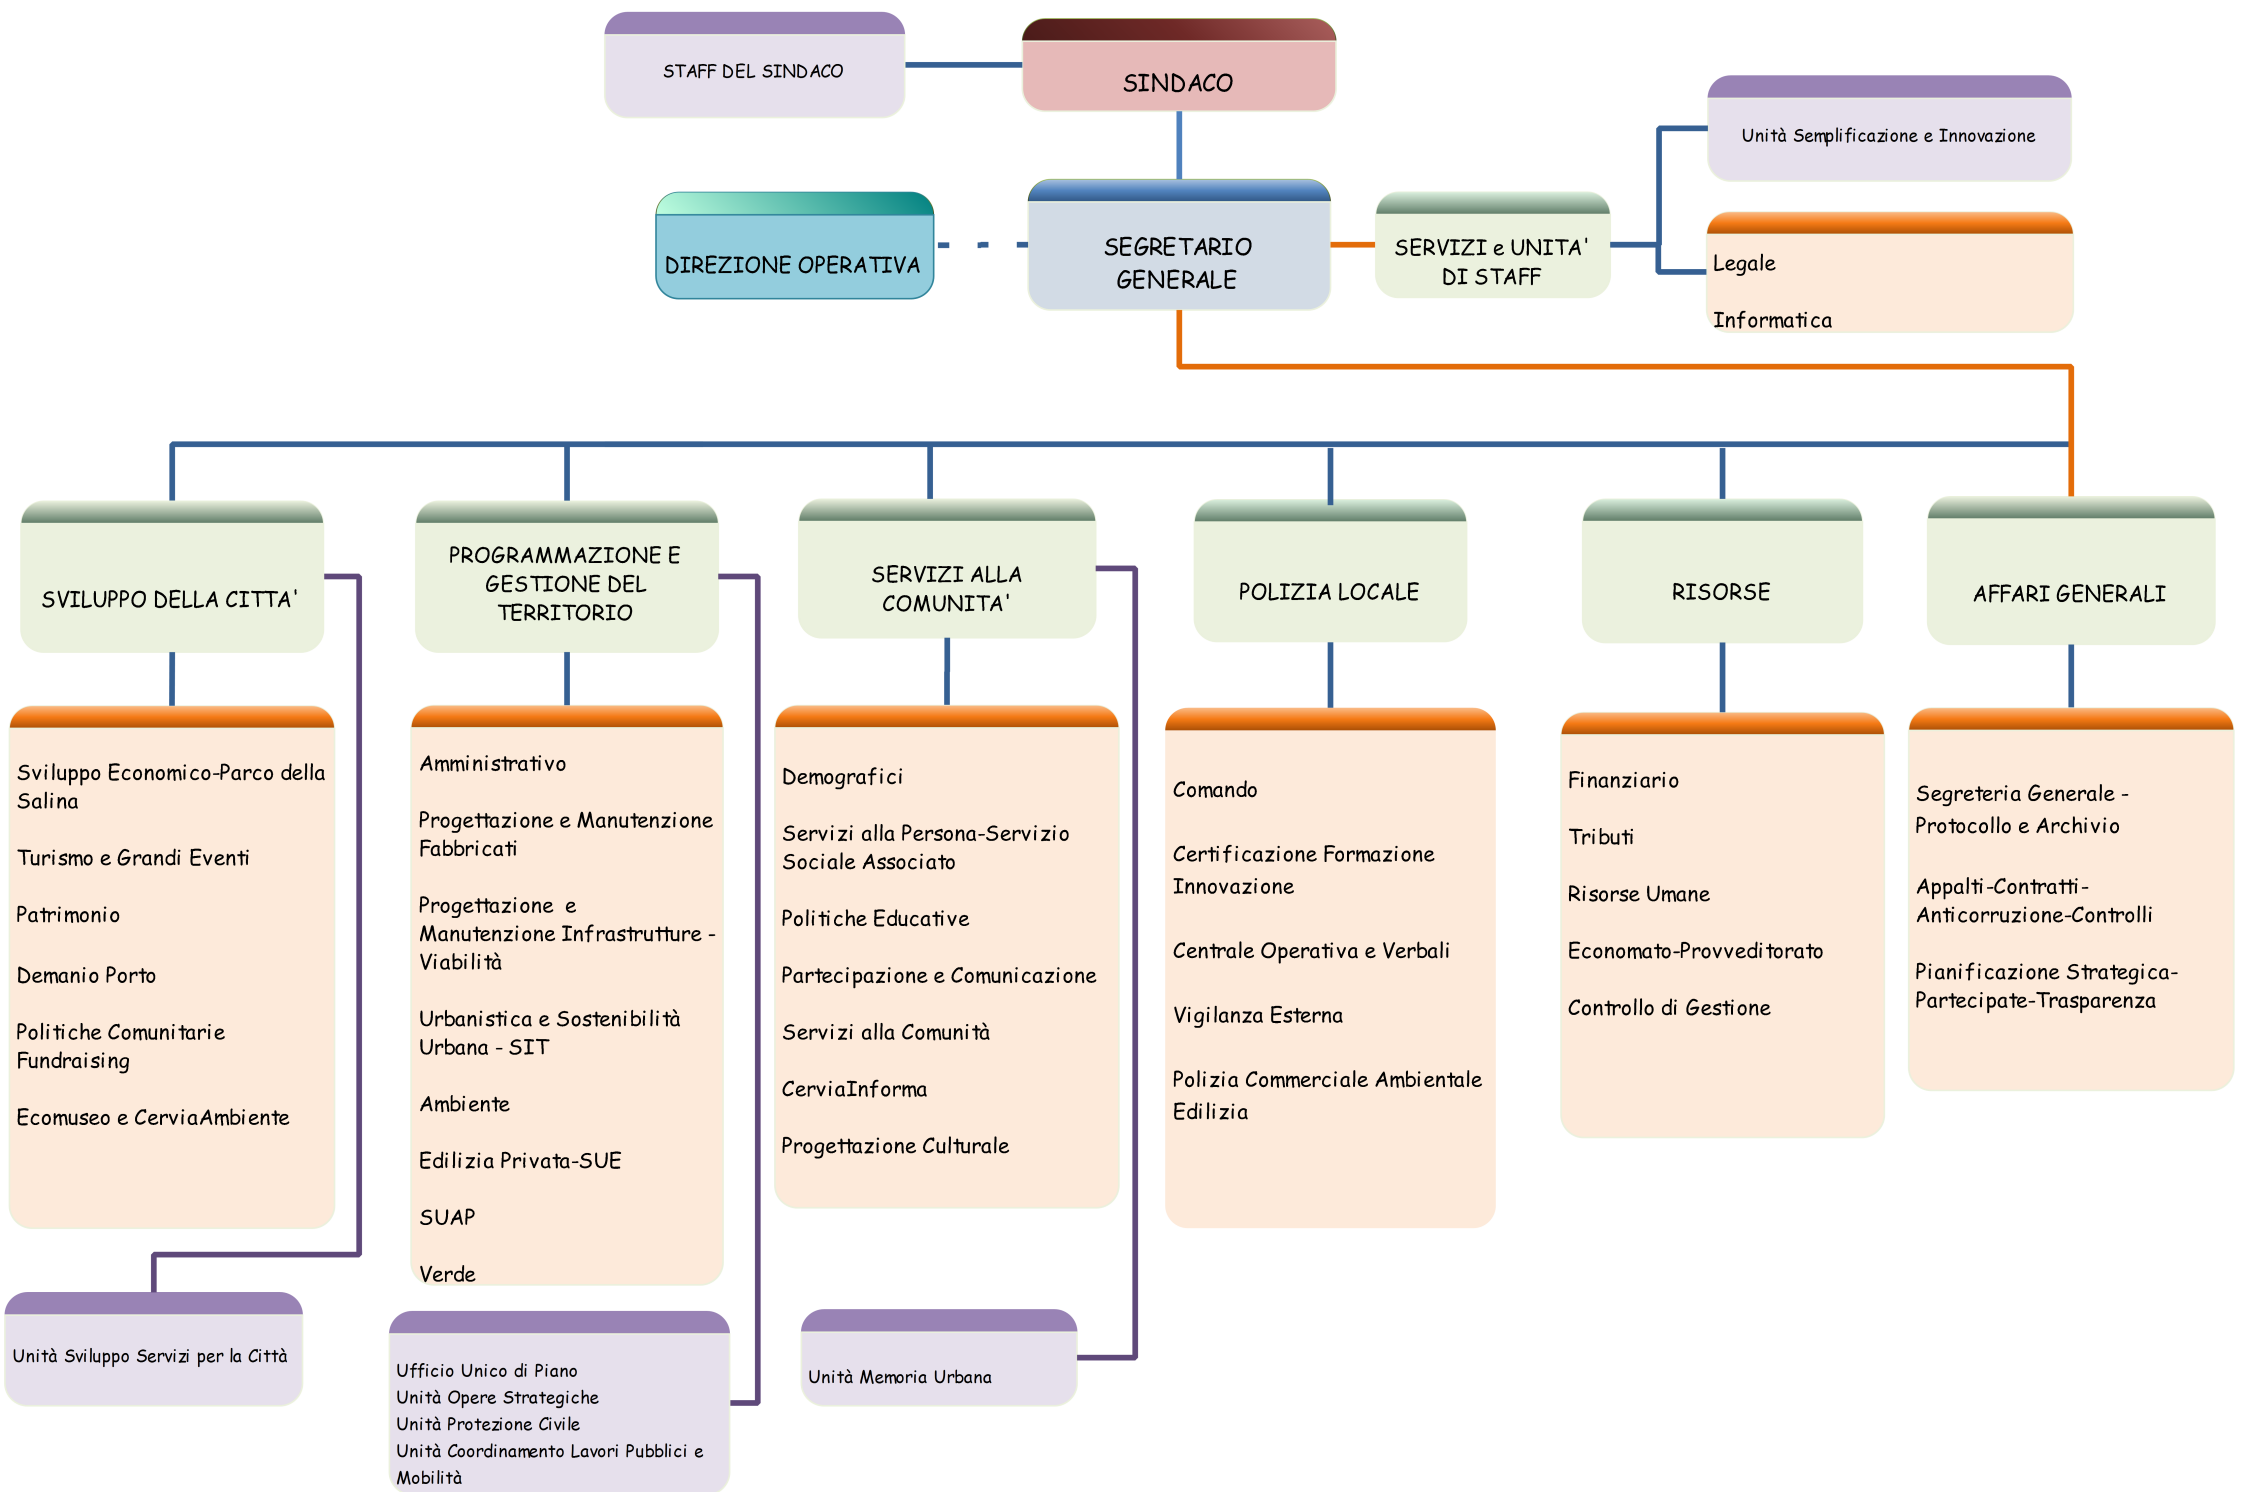 STAFF DEL SINDACO
SINDACO
Unità Semplificazione e Innovazione
DIREZIONE OPERATIVA
SEGRETARIO
GENERALE
SERVIZI e UNITA'
DI STAFF
Legale
Informatica
SVILUPPO DELLA CITTA'
PROGRAMMAZIONE E
GESTIONE DEL
TERRITORIO
SERVIZI ALLA
COMUNITA'
POLIZIA LOCALE
RISORSE
AFFARI GENERALI
Sviluppo Economico-Parco della
Salina
Turismo e Grandi Eventi
Patrimonio
Demanio Porto
Politiche Comunitarie
Fundraising
Ecomuseo e CerviaAmbiente
Amministrativo
Progettazione e Manutenzione
Fabbricati
Progettazione  e
Manutenzione Infrastrutture -
Viabilità
Urbanistica e Sostenibilità
Urbana - SIT
Ambiente
Edilizia Privata-SUE
SUAP
Verde
Demografici
Servizi alla Persona-Servizio
Sociale Associato
Politiche Educative
Partecipazione e Comunicazione
Servizi alla Comunità
CerviaInforma
Progettazione Culturale
Comando
Certificazione Formazione
Innovazione
Centrale Operativa e Verbali
Vigilanza Esterna
Polizia Commerciale Ambientale
Edilizia
Finanziario
Tributi
Risorse Umane
Economato-Provveditorato
Controllo di Gestione
Segreteria Generale -
Protocollo e Archivio
Appalti-Contratti-
Anticorruzione-Controlli
Pianificazione Strategica-
Partecipate-Trasparenza
Unità Sviluppo Servizi per la Città
Ufficio Unico di Piano
Unità Opere Strategiche
Unità Protezione Civile
Unità Coordinamento Lavori Pubblici e
Mobilità
Unità Memoria Urbana